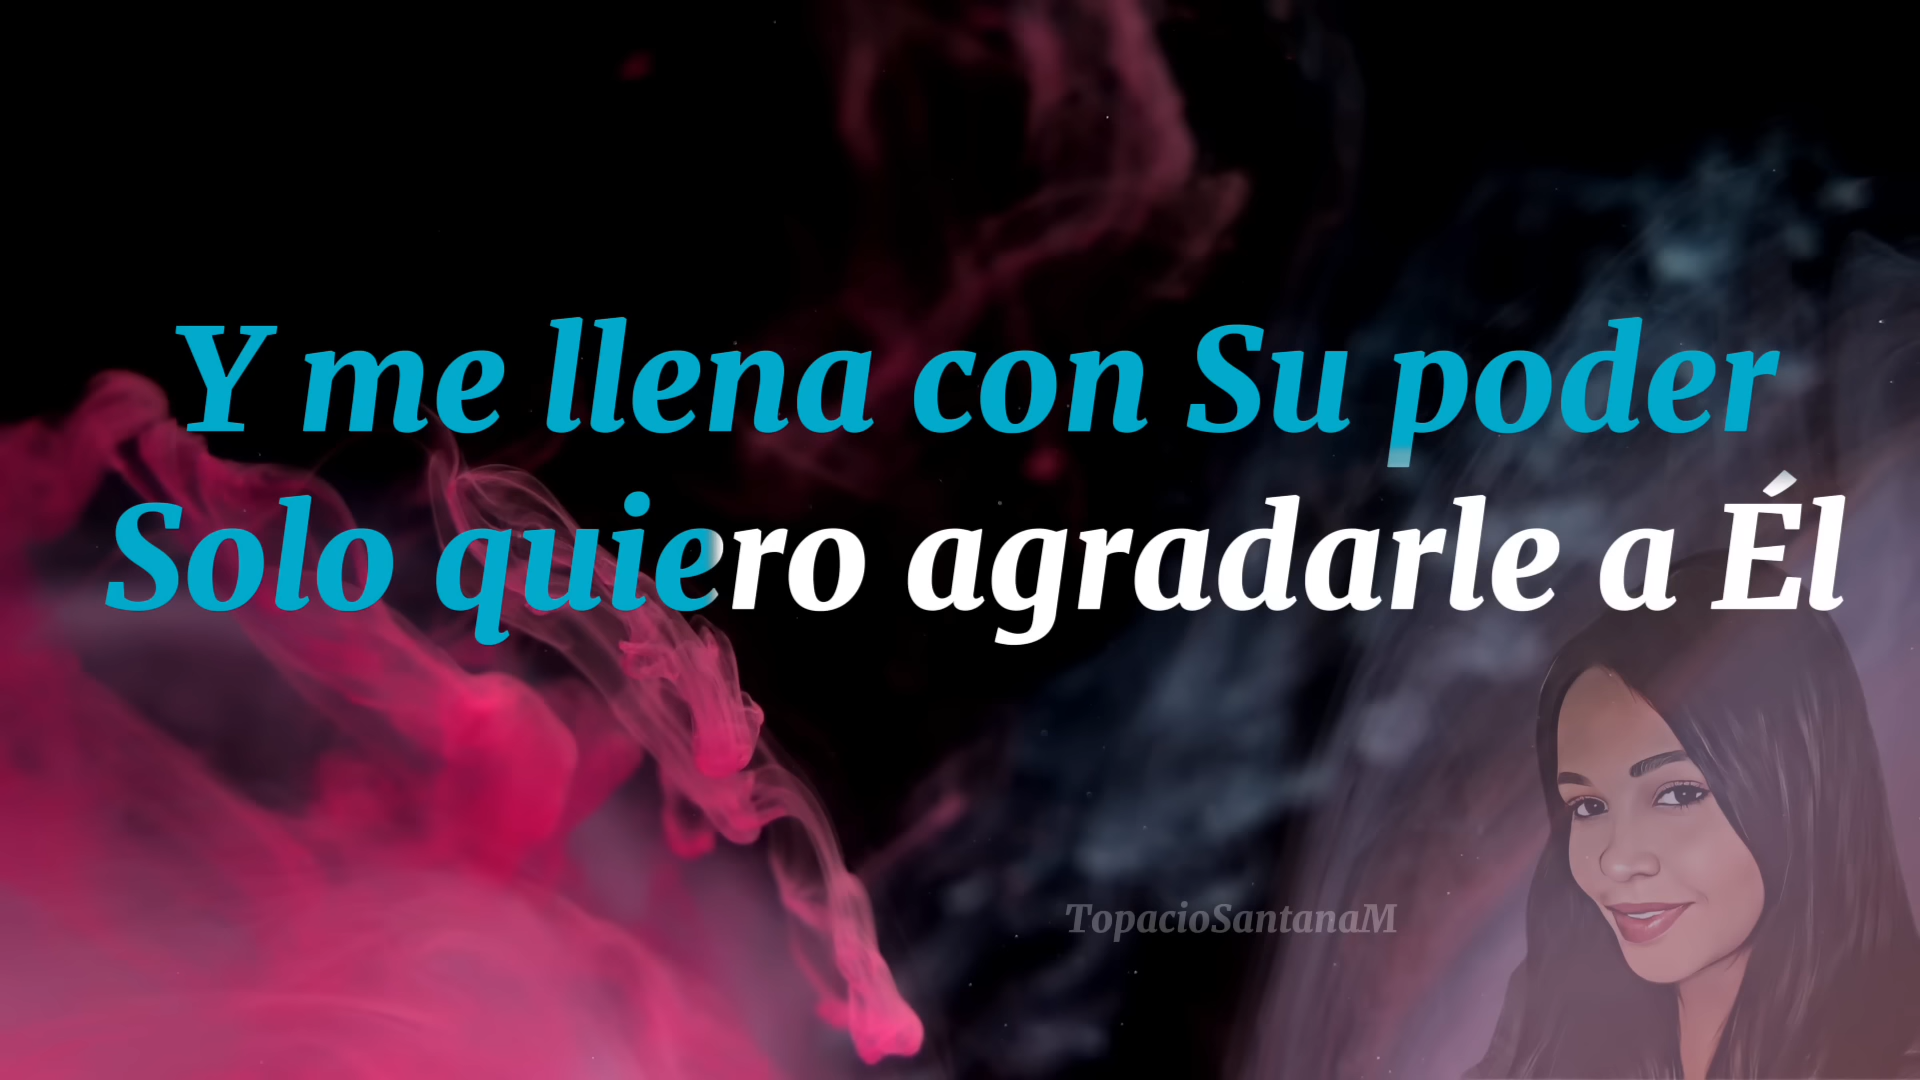 Y me llena con Su poder
Solo quiero agradarle a Él
TopacioSantanaM